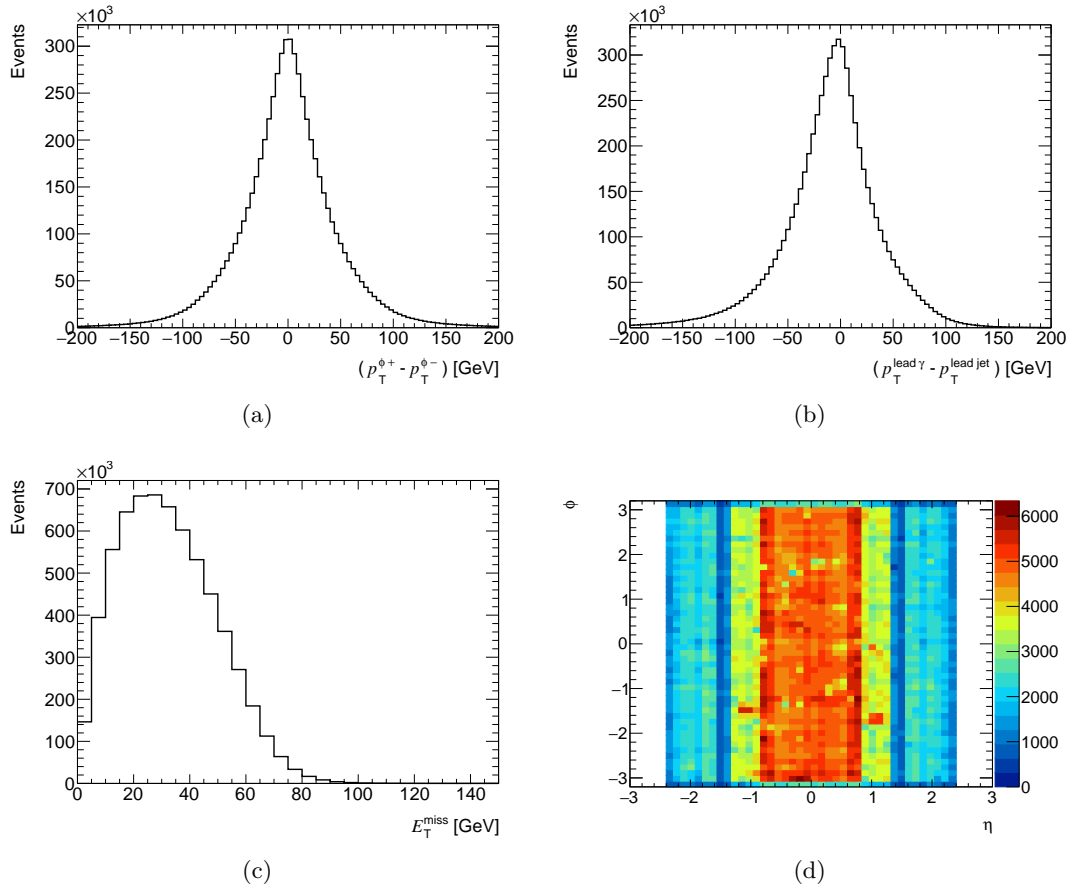 ×10³
Events
300
250
200
150
100
50
0
−200 −150 −100 −50 0 50 100 150 200
(p_T^{ϕ+} - p_T^{ϕ−}) [GeV]
(a)
×10³
Events
300
250
200
150
100
50
0
−200 −150 −100 −50 0 50 100 150 200
(p_T^{lead γ} - p_T^{lead jet}) [GeV]
(b)
×10³
Events
700
600
500
400
300
200
100
0
0 20 40 60 80 100 120 140
E_T^{miss} [GeV]
(c)
ϕ
3
2
1
0
−1
−2
−3
−3 −2 −1 0 1 2 3
η
6000
5000
4000
3000
2000
1000
0
(d)